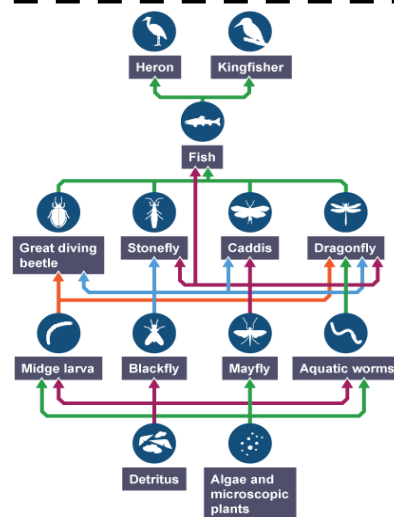 Heron
Kingfisher
Fish
Great diving
beetle
Stonefly
Caddis
Dragonfly
Midge larva
Blackfly
Mayfly
Aquatic worms
Detritus
Algae and
microscopic
plants